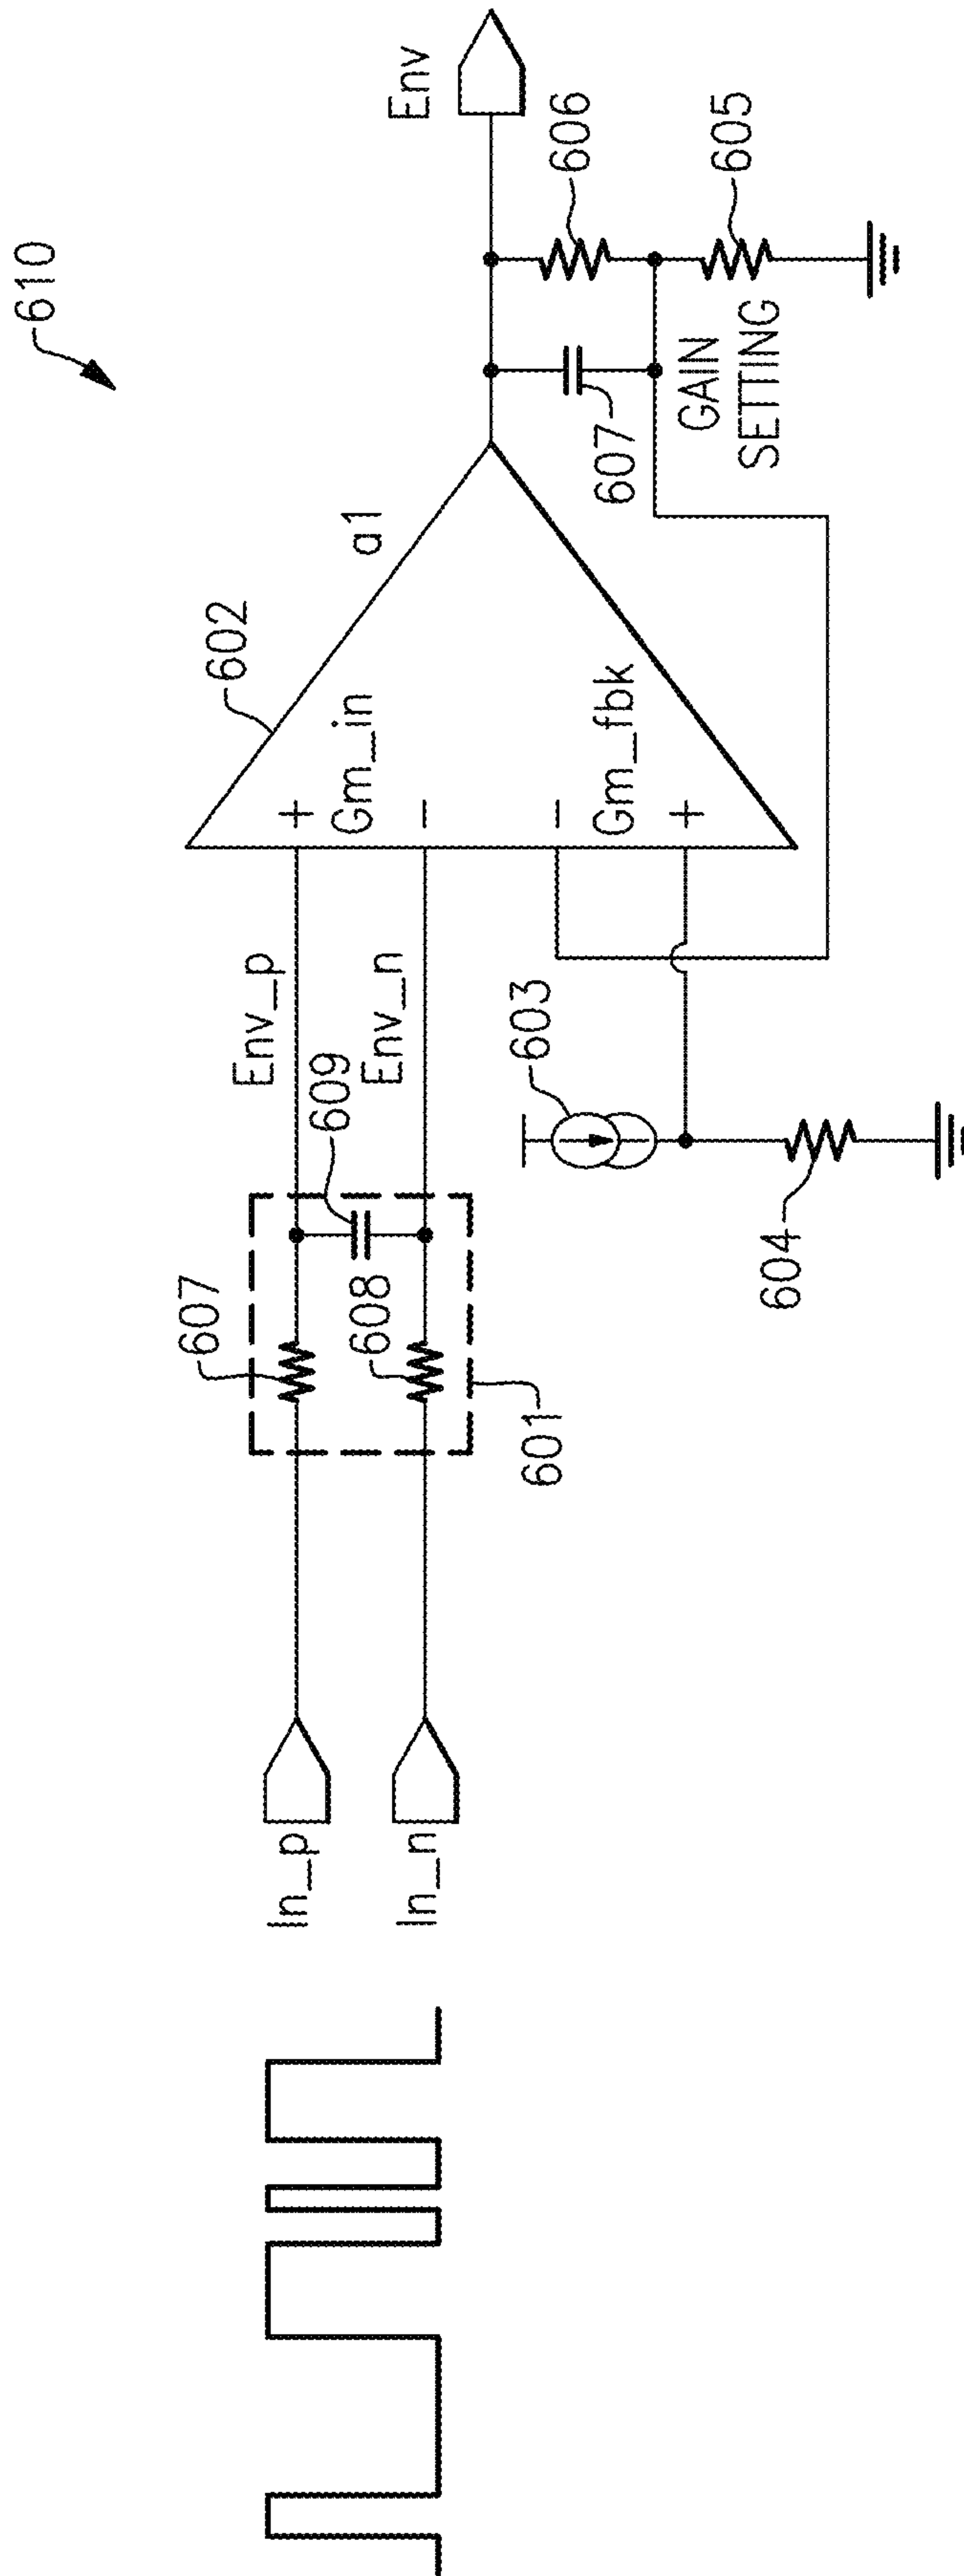 610
In_p
In_n
607
608
609
601
Env_p
Env_n
603
604
602
a1
+
Gm_in
−
−
Gm_fbk
+
607
GAIN
SETTING
606
605
Env